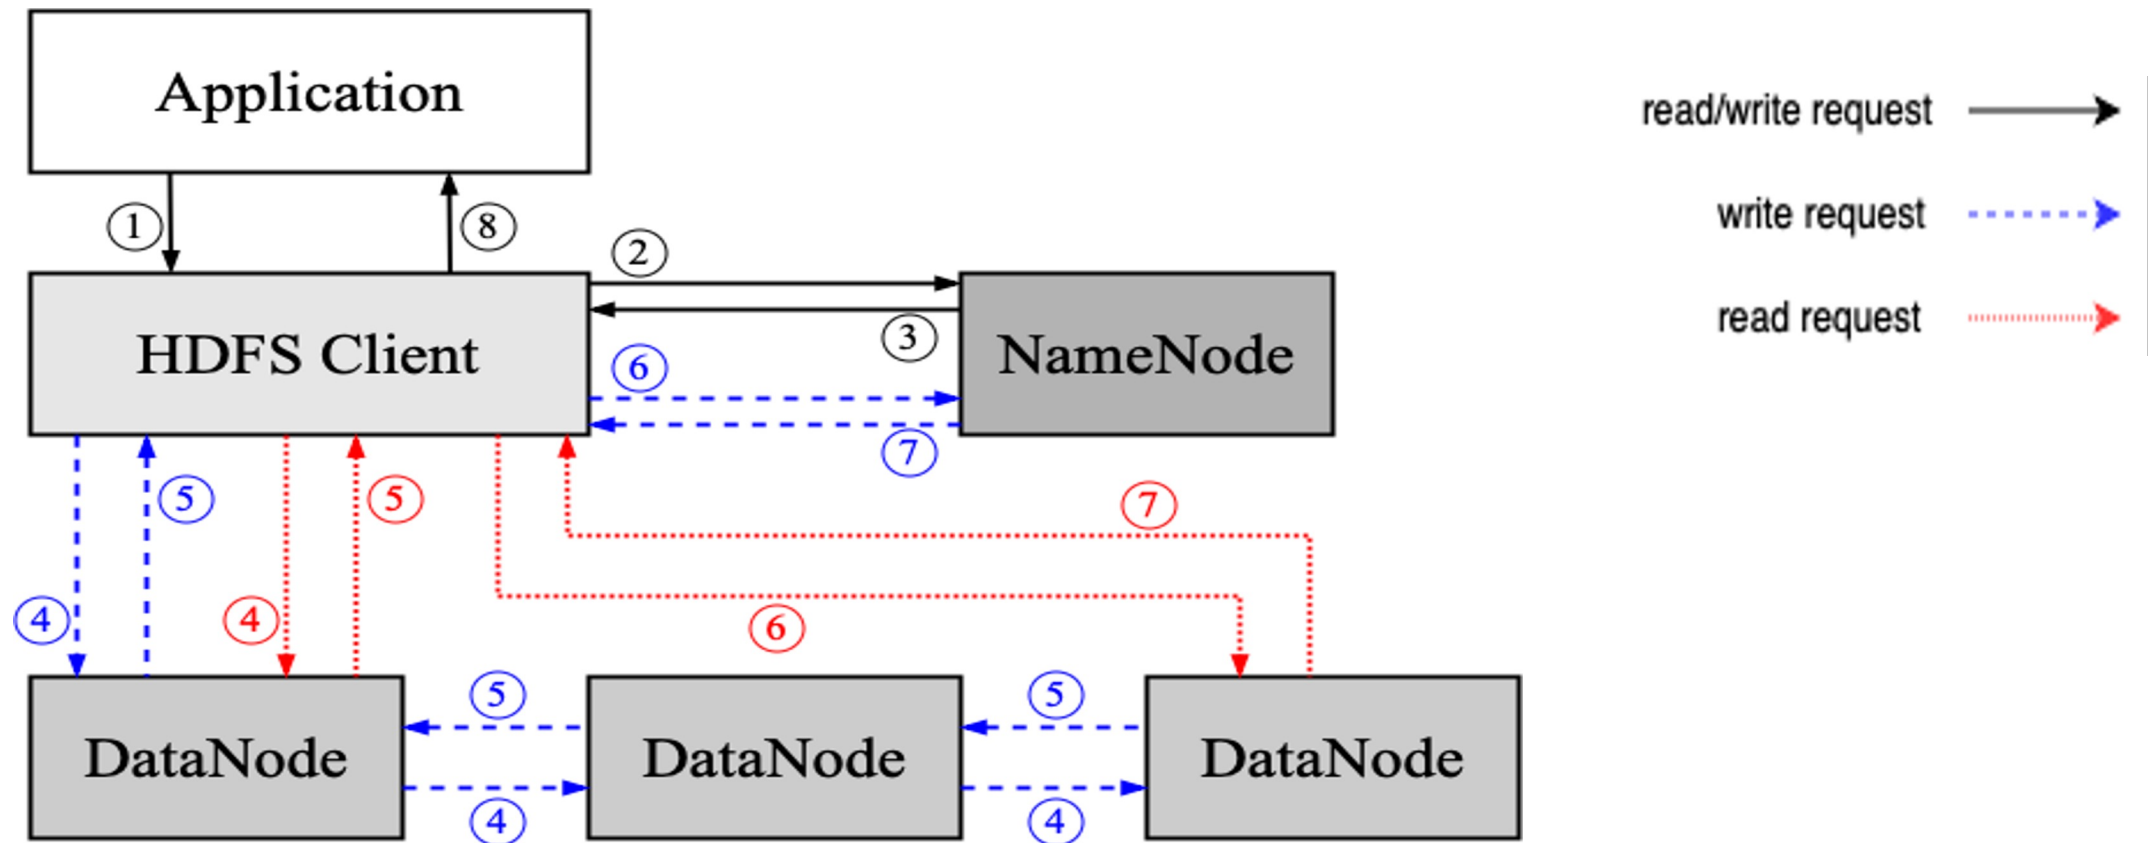 Application
read/write request
1
8
write request
2
HDFS Client
NameNode
3
read request
6
7
5
5
7
4
4
6
5
5
DataNode
DataNode
DataNode
4
4